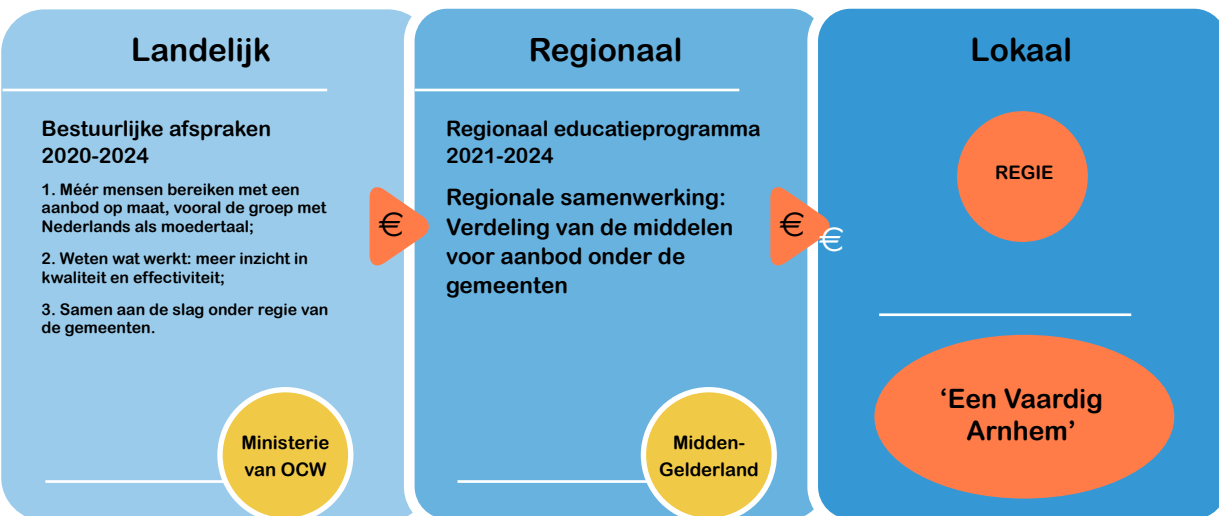 Landelijk
Bestuurlijke afspraken
2020-2024
1. Méér mensen bereiken met een
aanbod op maat, vooral de groep met
Nederlands als moedertaal;
2. Weten wat werkt: meer inzicht in
kwaliteit en effectiviteit;
3. Samen aan de slag onder regie van
de gemeenten.
Ministerie
van OCW
€
Regionaal
Regionaal educatieprogramma
2021-2024
Regionale samenwerking:
Verdeling van de middelen
voor aanbod onder de
gemeenten
Midden-
Gelderland
€
€
Lokaal
REGIE
‘Een Vaardig
Arnhem’